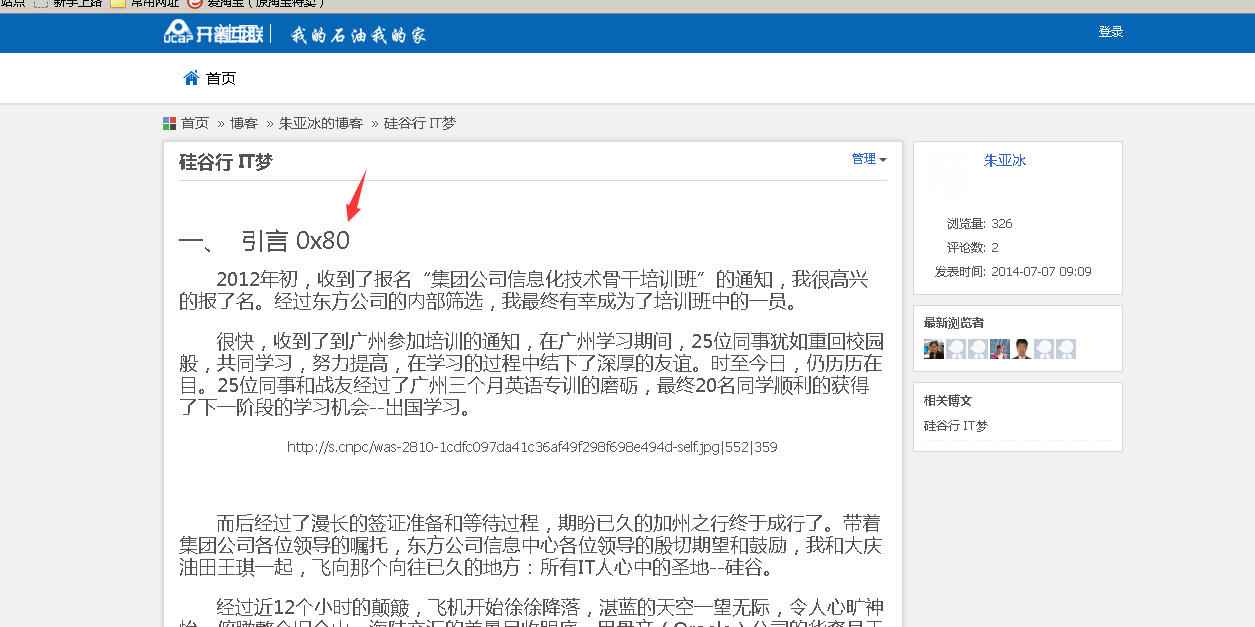 站点 新手上路 常用网址 爱淘宝（原淘宝特卖）
UCAP 开普互联 我的石油我的家 登录
首页
首页 » 博客 » 朱亚冰的博客 » 硅谷行 IT梦
硅谷行 IT梦 管理
一、 引言 0x80
2012年初，收到了报名“集团公司信息化技术骨干培训班”的通知，我很高兴
的报了名。经过东方公司的内部筛选，我最终有幸成为了培训班中的一员。
很快，收到了到广州参加培训的通知，在广州学习期间，25位同事犹如重回校园
般，共同学习，努力提高，在学习的过程中结下了深厚的友谊。时至今日，仍历历在
目。25位同事和战友经过了广州三个月英语专训的磨砺，最终20名同学顺利的获得
了下一阶段的学习机会--出国学习。
http://s.cnpc/was-2810-1cdfc097da41c36af49f298f698e494d-self.jpg|552|359
而后经过了漫长的签证准备和等待过程，期盼已久的加州之行终于成行了。带着
集团公司各位领导的嘱托，东方公司信息中心各位领导的殷切期望和鼓励，我和大庆
油田王琪一起，飞向那个向往已久的地方：所有IT人心中的圣地--硅谷。
经过近12个小时的颠簸，飞机开始徐徐降落，湛蓝的天空一望无际，令人心旷神
朱亚冰
浏览量: 326
评论数: 2
发表时间: 2014-07-07 09:09
最新浏览者
相关博文
硅谷行 IT梦